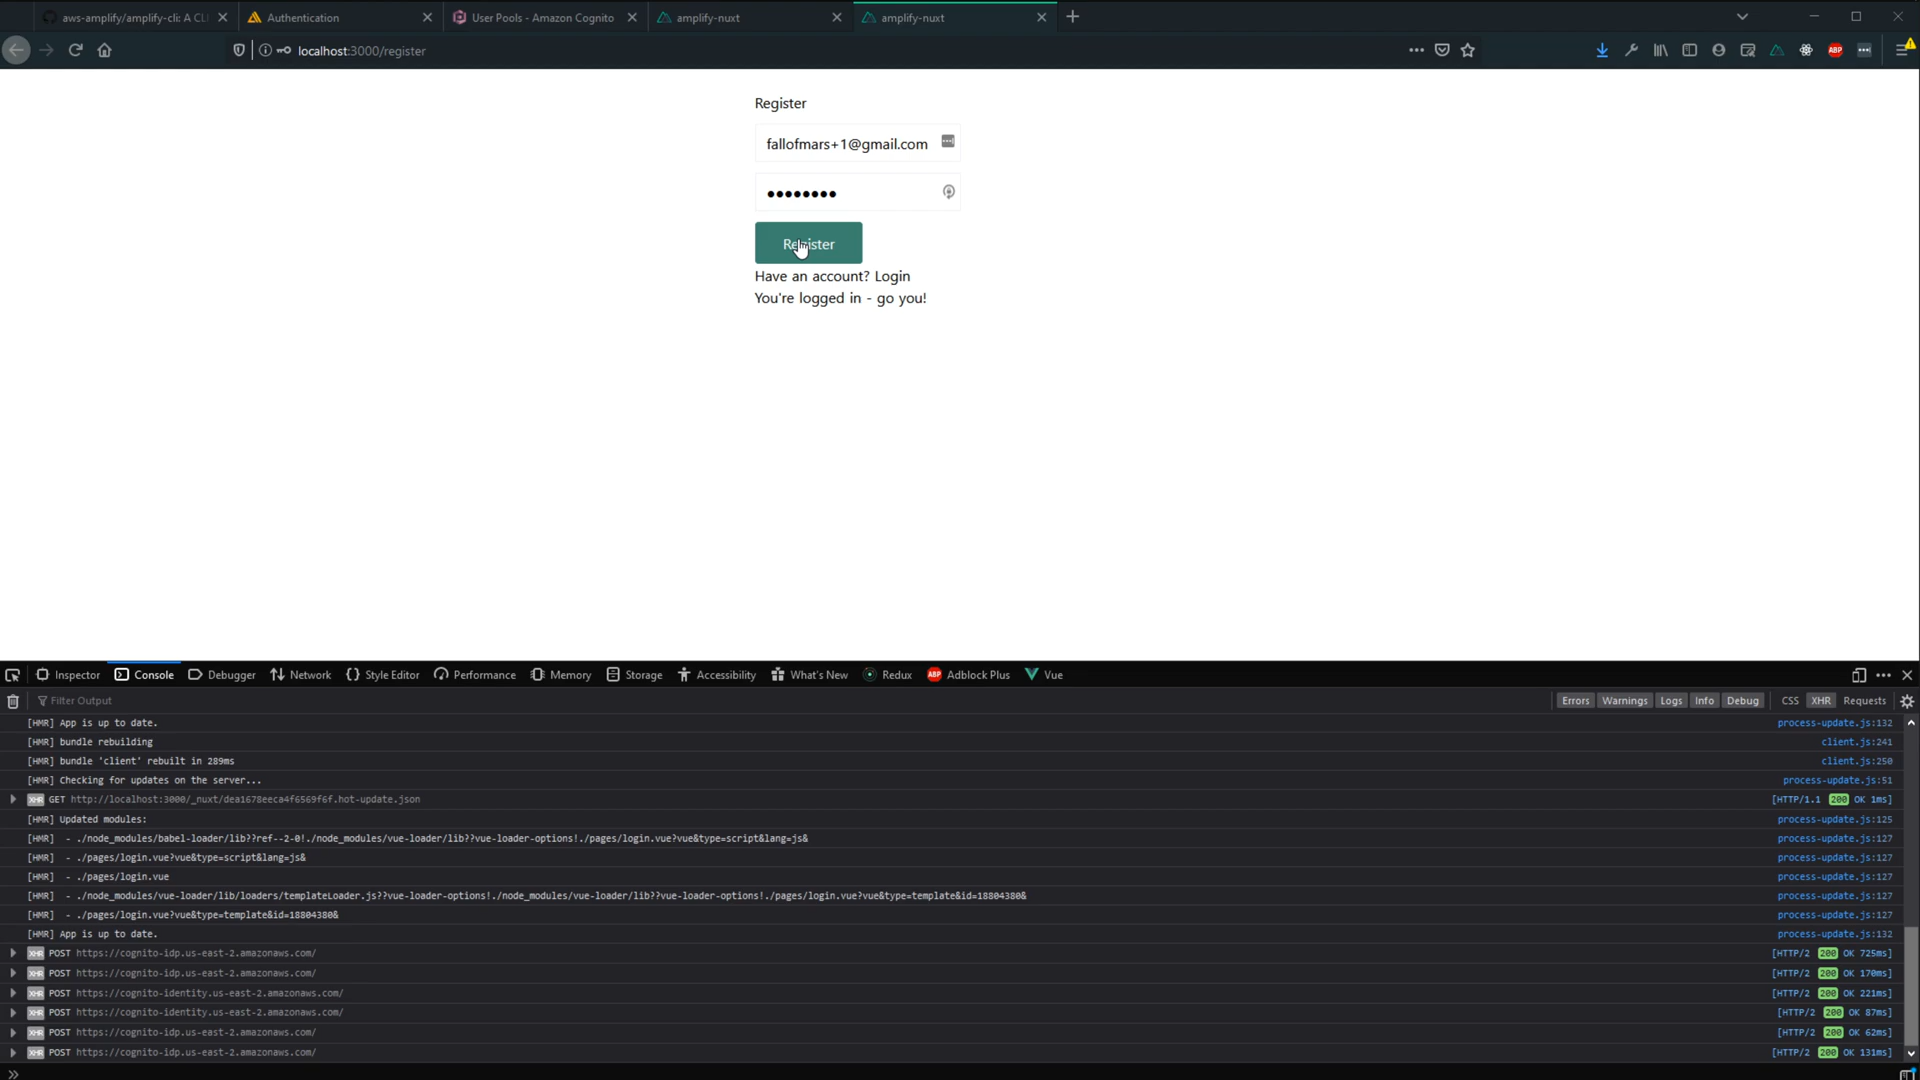 aws-amplify/amplify-cli: A CLI
Authentication
User Pools - Amazon Cognito
amplify-nuxt
amplify-nuxt
localhost:3000/register
Register
fallofmars+1@gmail.com
••••••••
Register
Have an account? Login
You're logged in - go you!
Inspector Console Debugger Network Style Editor Performance Memory Storage Accessibility What's New Redux Adblock Plus Vue
Filter Output Errors Warnings Logs Info Debug CSS XHR Requests
[HMR] App is up to date. process-update.js:132
[HMR] bundle rebuilding client.js:241
[HMR] bundle 'client' rebuilt in 289ms client.js:250
[HMR] Checking for updates on the server... process-update.js:51
XHR GET http://localhost:3000/_nuxt/dea1678eeca4f6569f6f.hot-update.json [HTTP/1.1 200 OK 1ms]
[HMR] Updated modules: process-update.js:125
[HMR] - ./node_modules/babel-loader/lib??ref--2-0!./node_modules/vue-loader/lib??vue-loader-options!./pages/login.vue?vue&type=script&lang=js& process-update.js:127
[HMR] - ./pages/login.vue?vue&type=script&lang=js& process-update.js:127
[HMR] - ./pages/login.vue process-update.js:127
[HMR] - ./node_modules/vue-loader/lib/loaders/templateLoader.js??vue-loader-options!./node_modules/vue-loader/lib??vue-loader-options!./pages/login.vue?vue&type=template&id=18804380& process-update.js:127
[HMR] - ./pages/login.vue?vue&type=template&id=18804380& process-update.js:127
[HMR] App is up to date. process-update.js:132
XHR POST https://cognito-idp.us-east-2.amazonaws.com/ [HTTP/2 200 OK 725ms]
XHR POST https://cognito-idp.us-east-2.amazonaws.com/ [HTTP/2 200 OK 170ms]
XHR POST https://cognito-identity.us-east-2.amazonaws.com/ [HTTP/2 200 OK 221ms]
XHR POST https://cognito-identity.us-east-2.amazonaws.com/ [HTTP/2 200 OK 87ms]
XHR POST https://cognito-idp.us-east-2.amazonaws.com/ [HTTP/2 200 OK 62ms]
XHR POST https://cognito-idp.us-east-2.amazonaws.com/ [HTTP/2 200 OK 131ms]